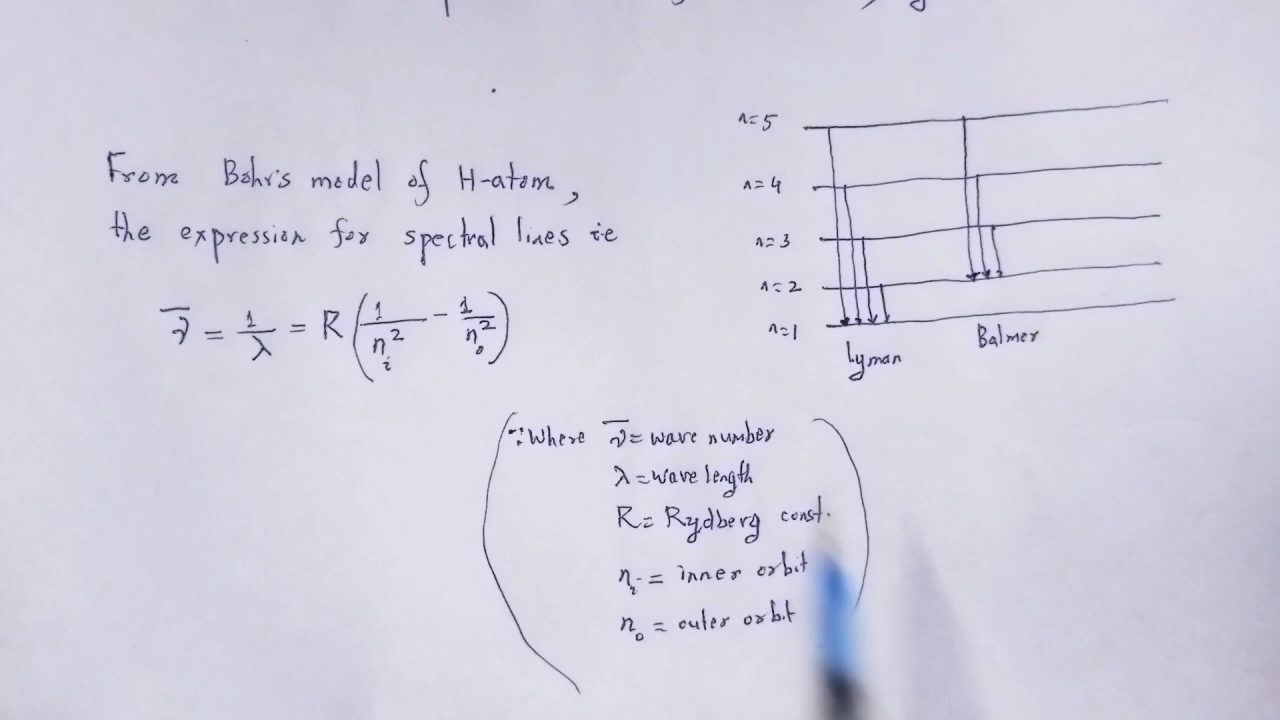 From Bohr's model of H-atom,
the expression for spectral lines ie
ν̅ = 1/λ = R(1/nᵢ² − 1/n₀²)
n=5
n=4
n=3
n=2
n=1
Lyman
Balmer
∵ Where ν̅ = wave number
λ = wave length
R = Rydberg const.
nᵢ = inner orbit
n₀ = outer orbit